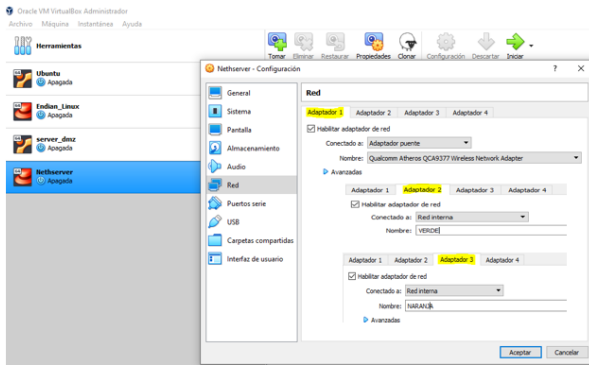 Oracle VM VirtualBox Administrador
Archivo Máquina Instantánea Ayuda
Herramientas
Tomar Eliminar Restaurar Propiedades Clonar Configuración Descartar Iniciar
Ubuntu
Apagada
Endian_Linux
Apagada
server_dmz
Apagada
Nethserver
Apagada
Nethserver - Configuración ? ×
General
Sistema
Pantalla
Almacenamiento
Audio
Red
Puertos serie
USB
Carpetas compartidas
Interfaz de usuario
Red
Adaptador 1 Adaptador 2 Adaptador 3 Adaptador 4
Habilitar adaptador de red
Conectado a: Adaptador puente
Nombre: Qualcomm Atheros QCA9377 Wireless Network Adapter
Avanzadas
Adaptador 1 Adaptador 2 Adaptador 3 Adaptador 4
Habilitar adaptador de red
Conectado a: Red interna
Nombre: VERDE
Adaptador 1 Adaptador 2 Adaptador 3 Adaptador 4
Habilitar adaptador de red
Conectado a: Red interna
Nombre: NARANJA
Avanzadas
Aceptar Cancelar